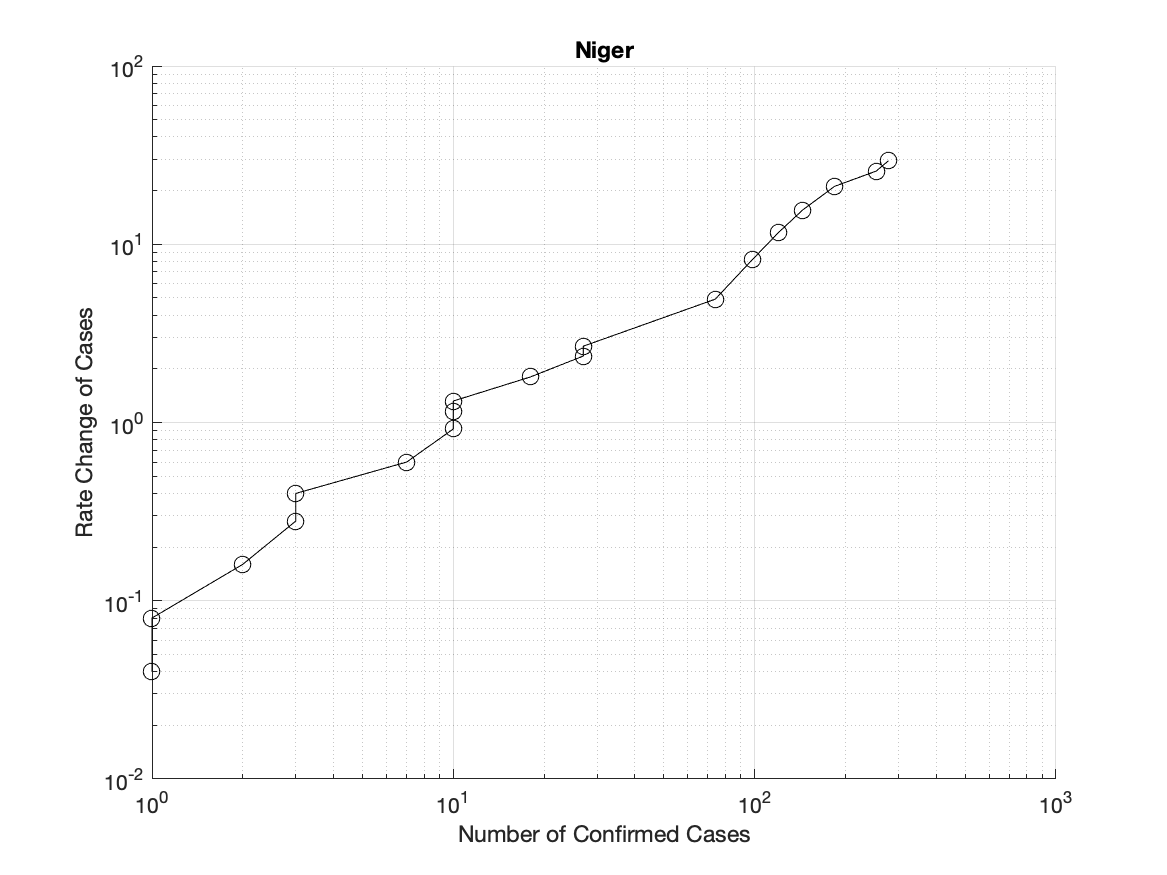 Niger
10²
10¹
10⁰
10⁻¹
10⁻²
Rate Change of Cases
10⁰ 10¹ 10² 10³
Number of Confirmed Cases